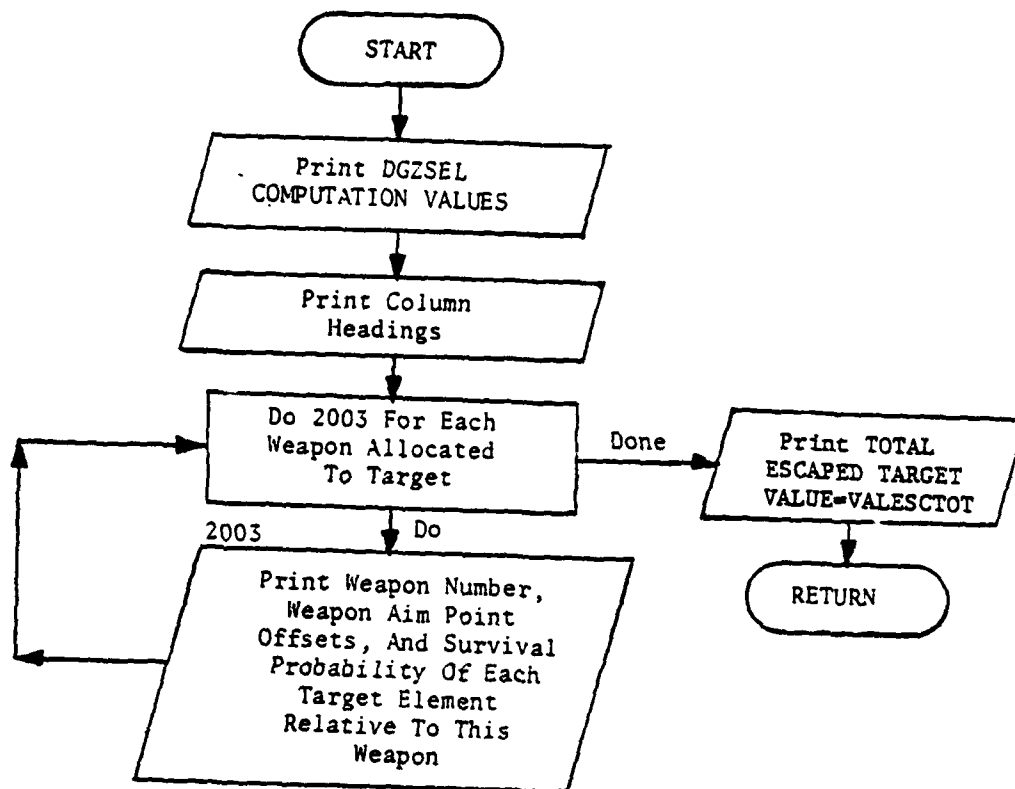 START
Print DGZSEL
COMPUTATION VALUES
Print Column
Headings
Do 2003 For Each
Weapon Allocated
To Target
Done
Print TOTAL
ESCAPED TARGET
VALUE=VALESCTOT
RETURN
Do
2003
Print Weapon Number,
Weapon Aim Point
Offsets, And Survival
Probability Of Each
Target Element
Relative To This
Weapon